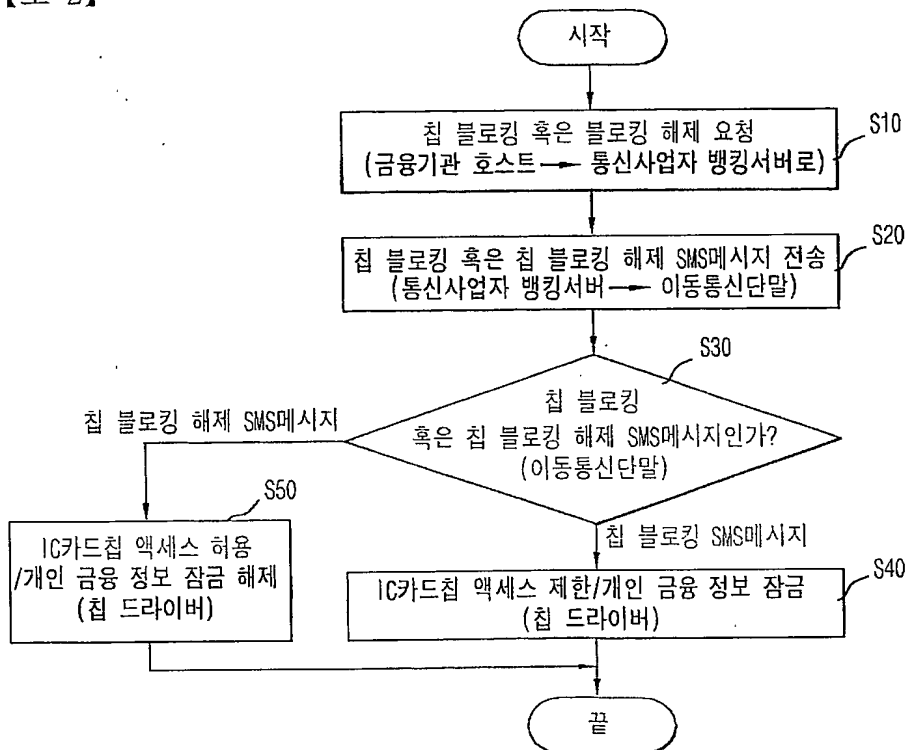 시작
칩 블로킹 혹은 블로킹 해제 요청
(금융기관 호스트 → 통신사업자 뱅킹서버로)
S10
칩 블로킹 혹은 칩 블로킹 해제 SMS메시지 전송
(통신사업자 뱅킹서버 → 이동통신단말)
S20
S30
칩 블로킹
혹은 칩 블로킹 해제 SMS메시지인가?
(이동통신단말)
칩 블로킹 해제 SMS메시지
S50
IC카드칩 액세스 허용
/개인 금융 정보 잠금 해제
(칩 드라이버)
칩 블로킹 SMS메시지
S40
IC카드칩 액세스 제한/개인 금융 정보 잠금
(칩 드라이버)
끝